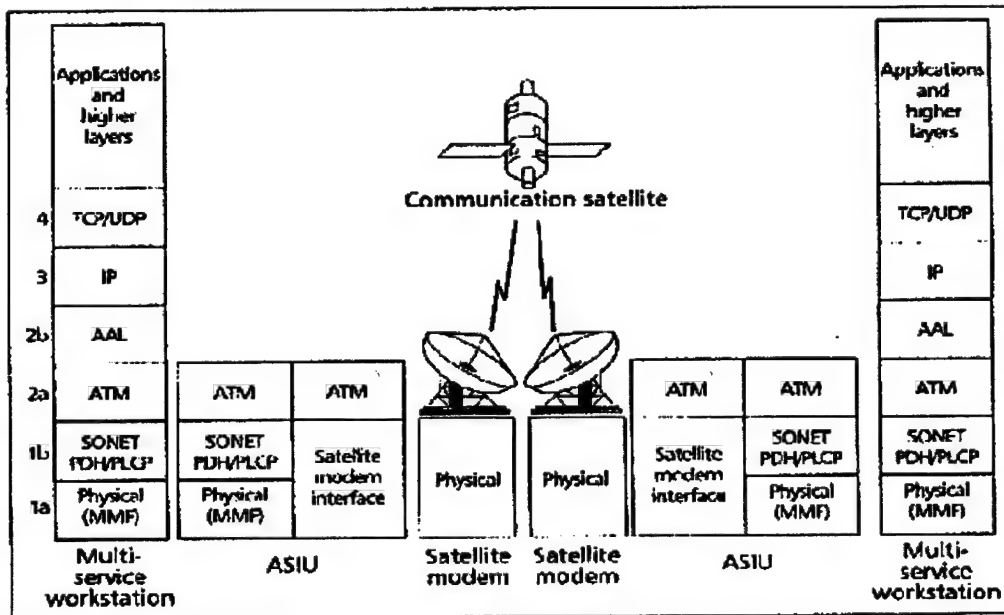 Applications
and
higher
layers
4
TCP/UDP
3
IP
2b
AAL
2a
ATM
1b
SONET
PDH/PLCP
1a
Physical
(MMF)
Multi-
service
workstation
ATM
ATM
SONET
PDH/PLCP
Physical
(MMF)
Satellite
modem
interface
ASIU
Communication satellite
Physical
Satellite
modem
Physical
Satellite
modem
ATM
ATM
Satellite
modem
interface
SONET
PDH/PLCP
Physical
(MMF)
ASIU
Applications
and
higher
layers
TCP/UDP
IP
AAL
ATM
SONET
PDH/PLCP
Physical
(MMF)
Multi-
service
workstation